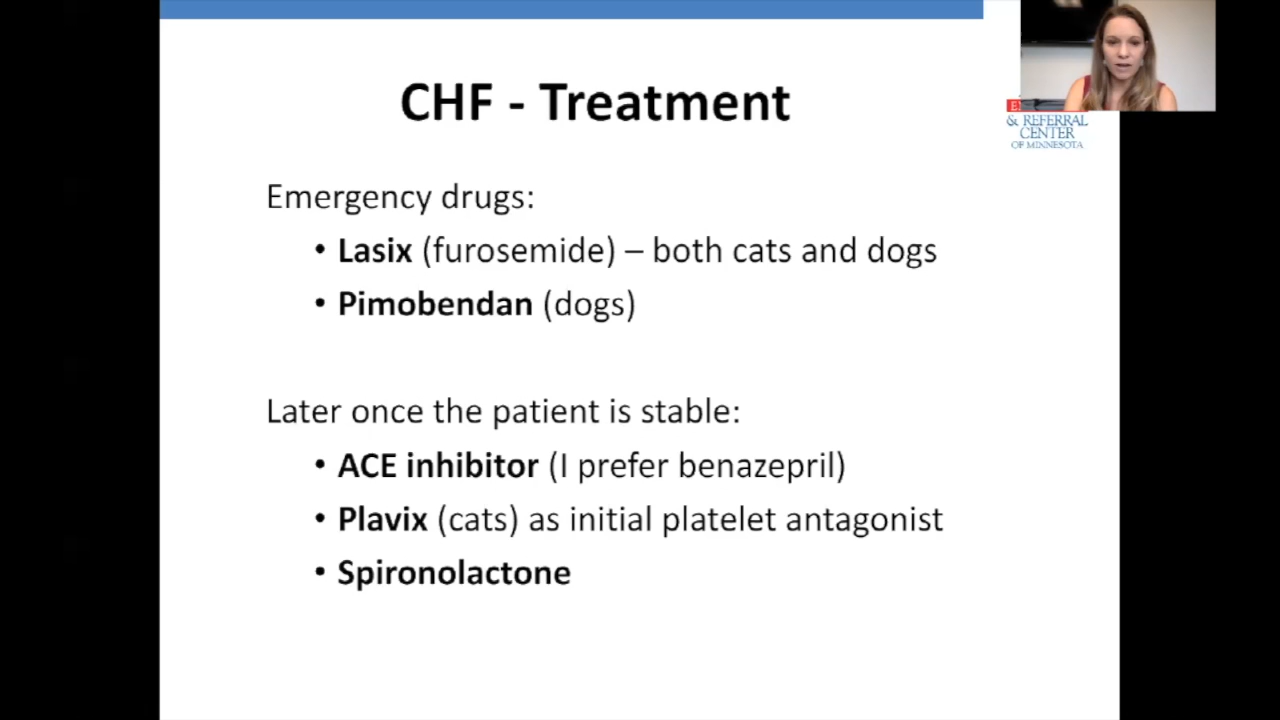 CHF - Treatment
& REFERRAL
CENTER
OF MINNESOTA
Emergency drugs:
• Lasix (furosemide) – both cats and dogs
• Pimobendan (dogs)
Later once the patient is stable:
• ACE inhibitor (I prefer benazepril)
• Plavix (cats) as initial platelet antagonist
• Spironolactone